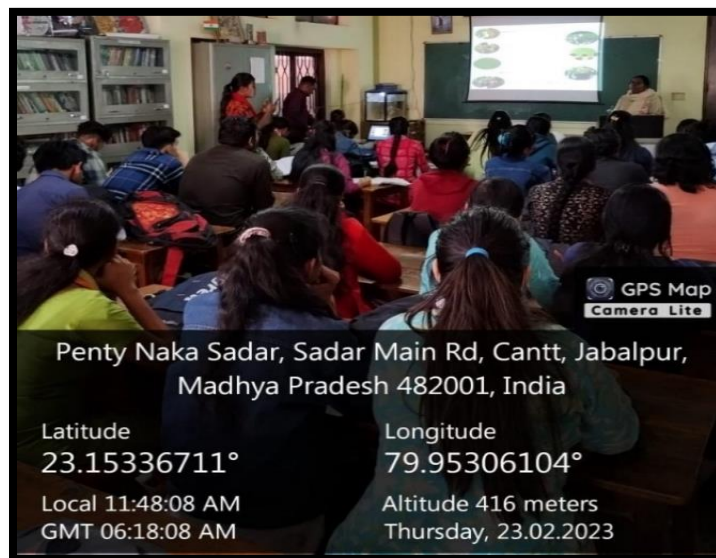 GPS Map
Camera Lite
Penty Naka Sadar, Sadar Main Rd, Cantt, Jabalpur,
Madhya Pradesh 482001, India
Latitude
23.15336711°
Longitude
79.95306104°
Local 11:48:08 AM
GMT 06:18:08 AM
Altitude 416 meters
Thursday, 23.02.2023